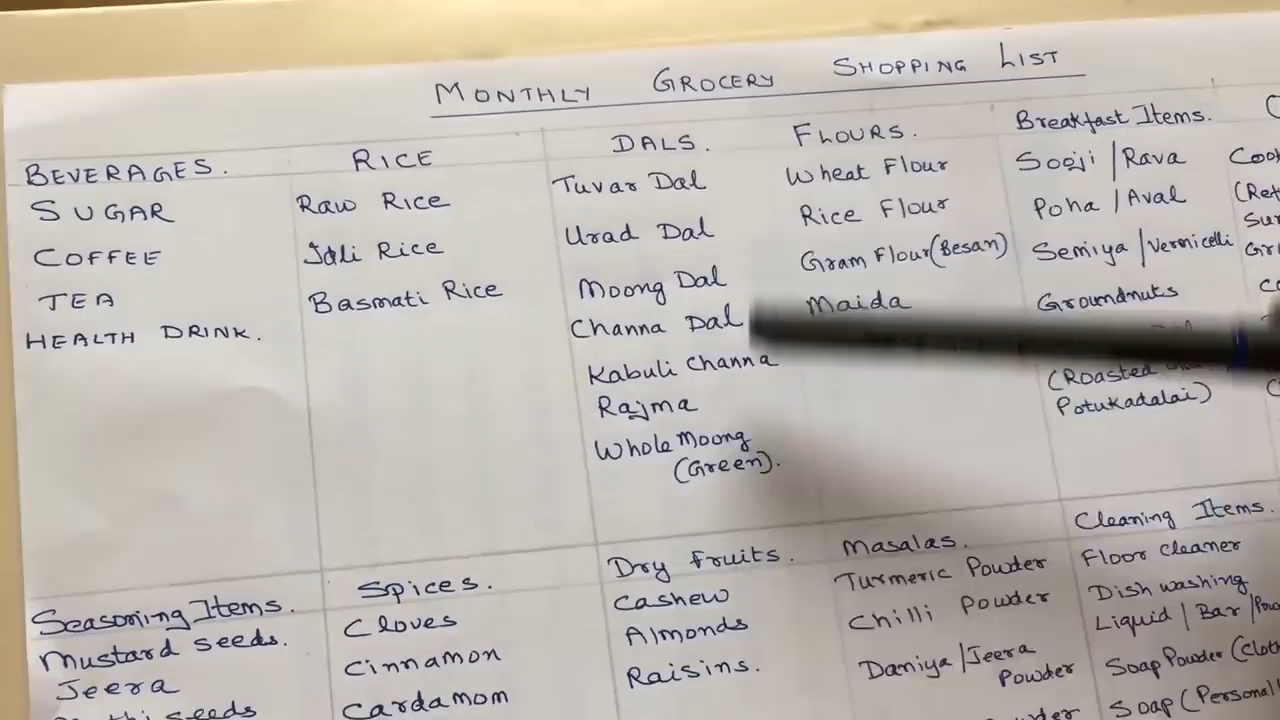 MONTHLY GROCERY SHOPPING LIST
BEVERAGES.
SUGAR
COFFEE
TEA
HEALTH DRINK.
RICE
Raw Rice
Idli Rice
Basmati Rice
DALS.
Tuvar Dal
Urad Dal
Moong Dal
Channa Dal
Kabuli Channa
Rajma
Whole Moong
(Green).
FLOURS.
Wheat Flour
Rice Flour
Gram Flour (Besan)
Maida
Breakfast Items.
Sooji / Rava
Poha / Aval
Semiya / Vermicelli
Groundnuts
(Roasted
Potukadalai)
Seasoning Items.
Mustard seeds.
Jeera
seeds
Spices.
Cloves
Cinnamon
Cardamom
Dry Fruits.
Cashew
Almonds
Raisins.
Masalas.
Turmeric Powder
Chilli Powder
Daniya / Jeera
Powder
Cleaning Items.
Floor cleaner
Dish washing
Liquid / Bar /
Soap Powder
Soap (Personal